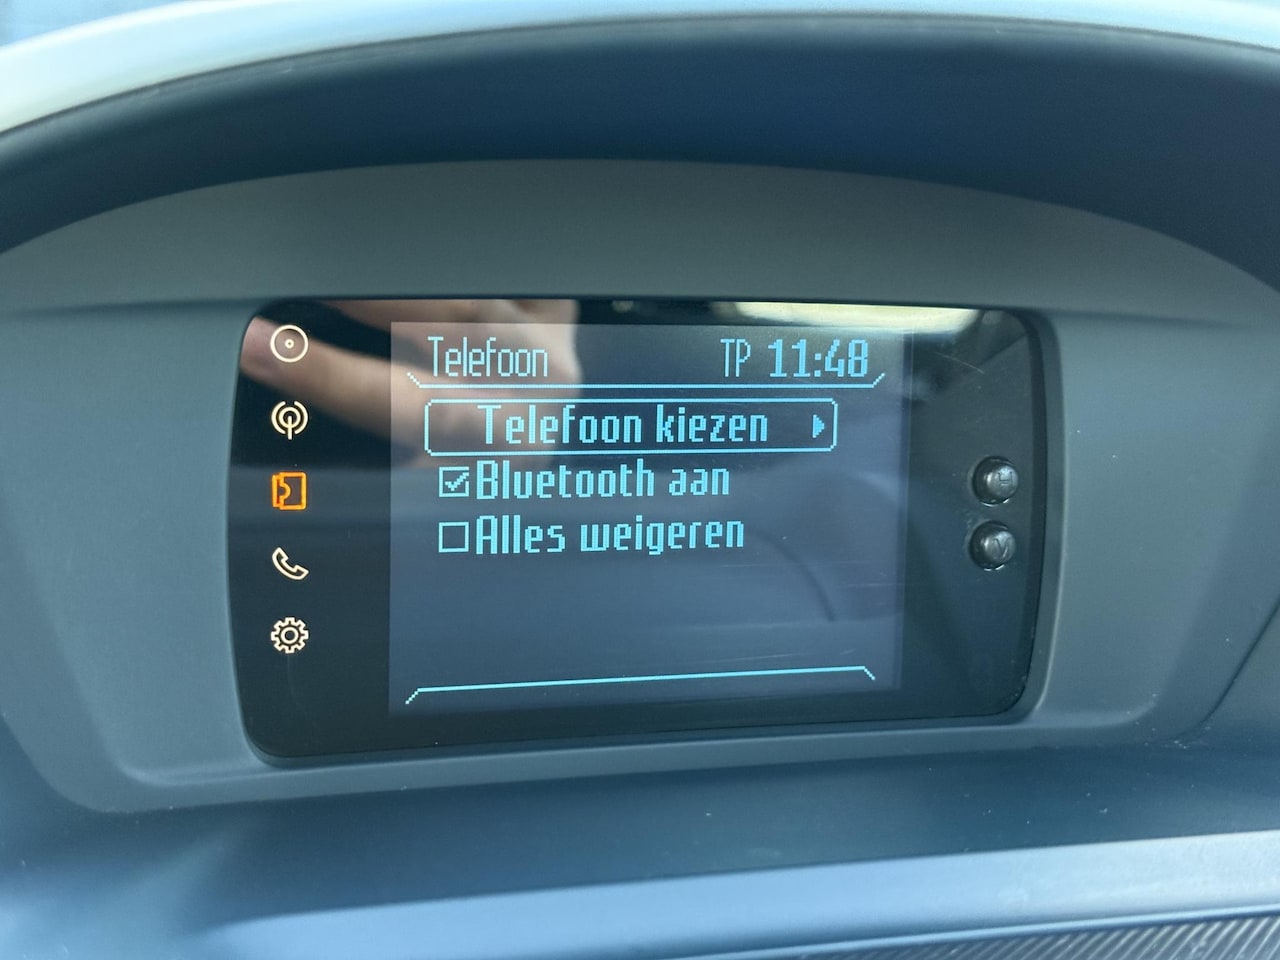 Telefoon TP 11:48
Telefoon kiezen
Bluetooth aan
Alles weigeren
H
V